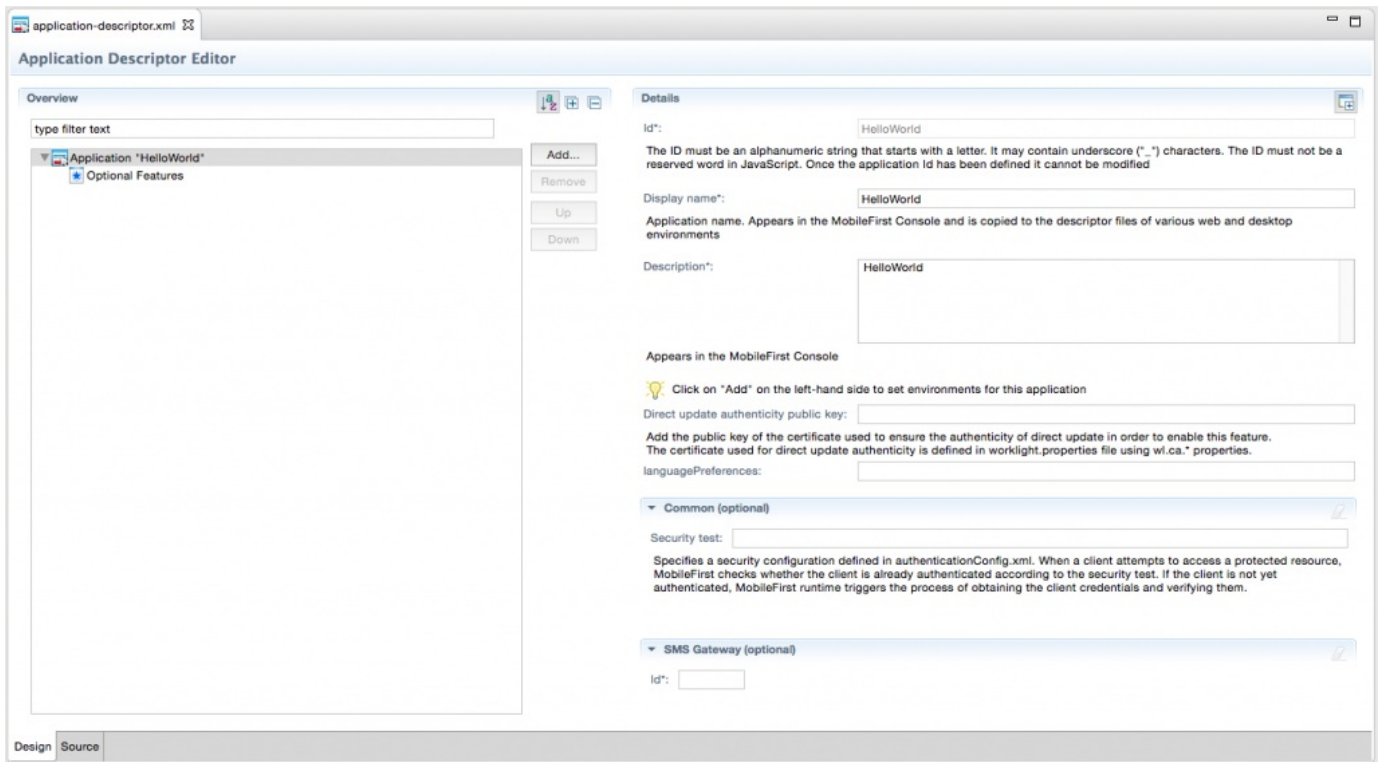 application-descriptor.xml
Application Descriptor Editor
Overview
type filter text
Application "HelloWorld"
Optional Features
Add...
Remove
Up
Down
Details
Id*:
HelloWorld
The ID must be an alphanumeric string that starts with a letter. It may contain underscore ("_") characters. The ID must not be a
reserved word in JavaScript. Once the application Id has been defined it cannot be modified
Display name*:
HelloWorld
Application name. Appears in the MobileFirst Console and is copied to the descriptor files of various web and desktop
environments
Description*:
HelloWorld
Appears in the MobileFirst Console
Click on "Add" on the left-hand side to set environments for this application
Direct update authenticity public key:
Add the public key of the certificate used to ensure the authenticity of direct update in order to enable this feature.
The certificate used for direct update authenticity is defined in worklight.properties file using wl.ca.* properties.
languagePreferences:
Common (optional)
Security test:
Specifies a security configuration defined in authenticationConfig.xml. When a client attempts to access a protected resource,
MobileFirst checks whether the client is already authenticated according to the security test. If the client is not yet
authenticated, MobileFirst runtime triggers the process of obtaining the client credentials and verifying them.
SMS Gateway (optional)
Id*:
Design
Source